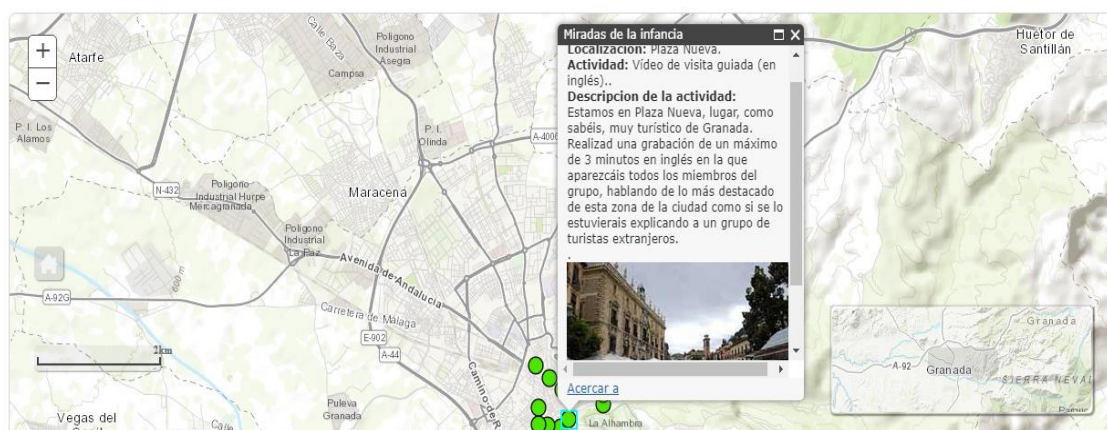 +
−
Atarfe
Calle Baza
Polígono
Industrial
Asegra
Campsa
P. I. Los
Alamos
P. I.
Olinda
A-4006
N-432
Polígono
Industrial Hurpe
Mercagranada
Maracena
Polígono
Industrial
La Paz
600 m
Avenida de Andalucía
A-92G
Carretera de Málaga
E-902
A-44
2km
Camino de R
Puleva
Granada
Vegas del
Calle
La Alhambra
Huétor de
Santillán
Miradas de la infancia
Localización: Plaza Nueva.
Actividad: Vídeo de visita guiada (en
inglés)..
Descripcion de la actividad:
Estamos en Plaza Nueva, lugar, como
sabéis, muy turístico de Granada.
Realizad una grabación de un máximo
de 3 minutos en inglés en la que
aparezcáis todos los miembros del
grupo, hablando de lo más destacado
de esta zona de la ciudad como si se lo
estuvierais explicando a un grupo de
turistas extranjeros.
.
Acercar a
Granada
A-92
Granada
SIERRA NEVAD